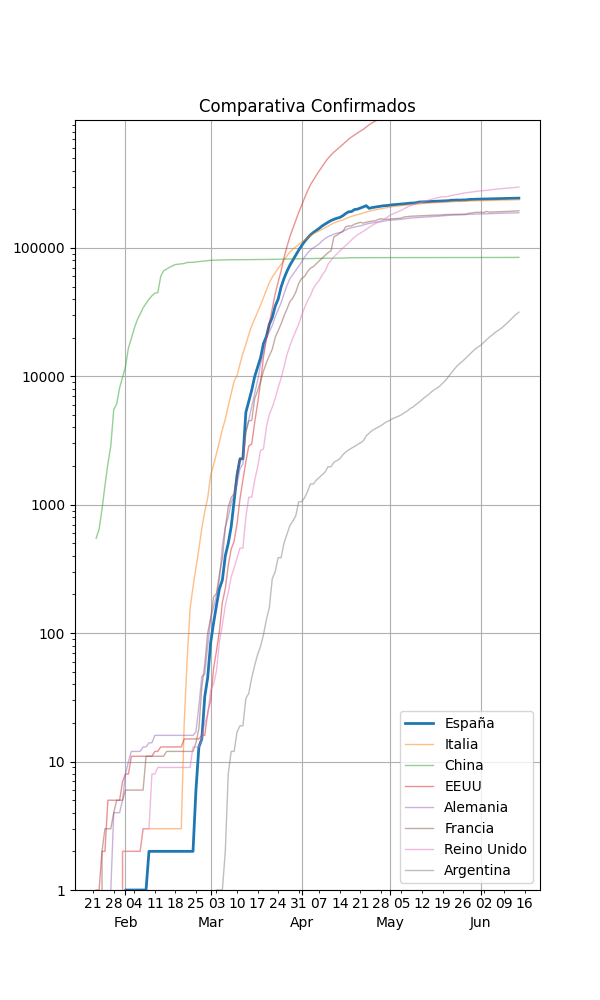 Comparativa Confirmados
100000
10000
1000
100
10
1
España
Italia
China
EEUU
Alemania
Francia
Reino Unido
Argentina
21 28 04 11 18 25 03 10 17 24 31 07 14 21 28 05 12 19 26 02 09 16
Feb Mar Apr May Jun